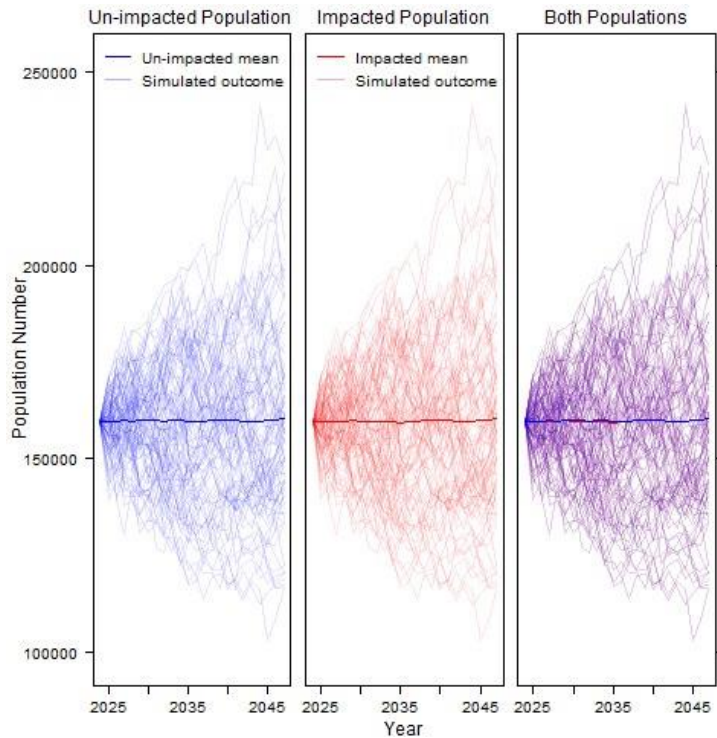 Un-impacted Population
Impacted Population
Both Populations
Un-impacted mean
Simulated outcome
Impacted mean
Simulated outcome
250000
200000
150000
100000
Population Number
2025
2035
2045
2025
2035
2045
2025
2035
2045
Year